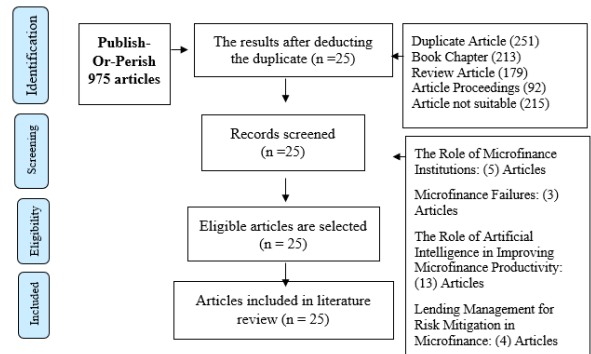 Identification
Publish-
Or-Perish
975 articles
The results after deducting
the duplicate (n =25)
Duplicate Article (251)
Book Chapter (213)
Review Article (179)
Article Proceedings (92)
Article not suitable (215)
Screening
Records screened
(n =25)
The Role of Microfinance
Institutions: (5) Articles
Microfinance Failures: (3)
Articles
The Role of Artificial
Intelligence in Improving
Microfinance Productivity:
(13) Articles
Lending Management for
Risk Mitigation in
Microfinance: (4) Articles
Eligibility
Eligible articles are selected
(n = 25)
Included
Articles included in literature
review (n = 25)